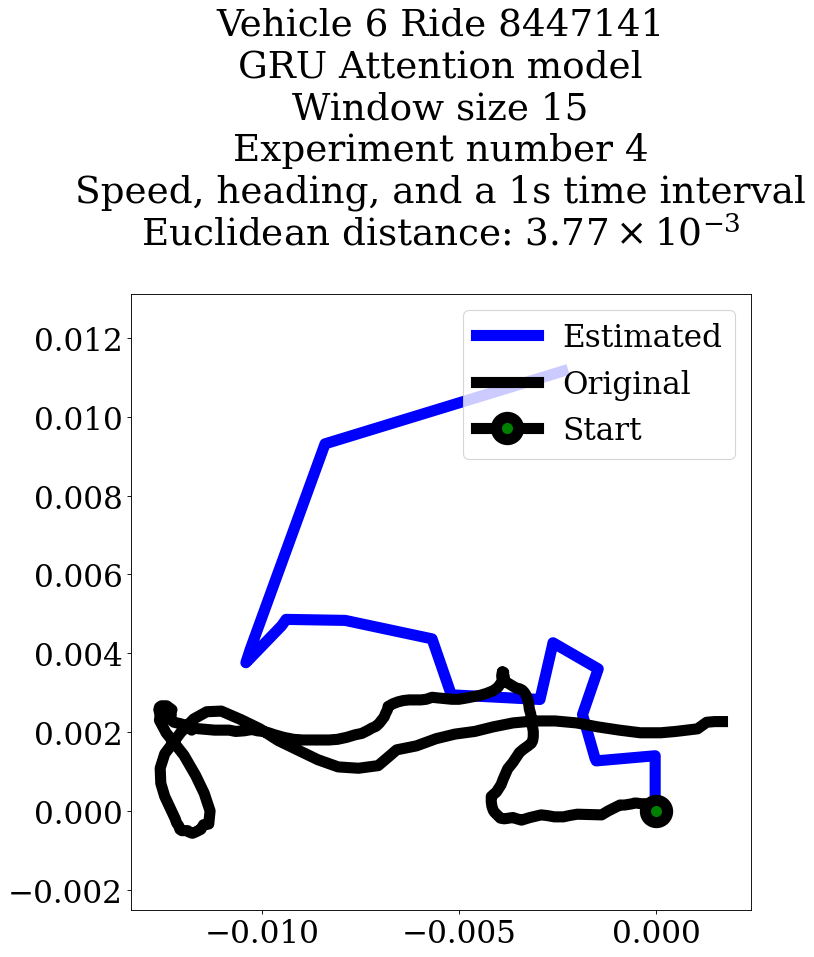 Vehicle 6 Ride 8447141
GRU Attention model
Window size 15
Experiment number 4
Speed, heading, and a 1s time interval
Euclidean distance: 3.77 × 10⁻³
Estimated
Original
Start
0.012
0.010
0.008
0.006
0.004
0.002
0.000
−0.002
−0.010 −0.005 0.000